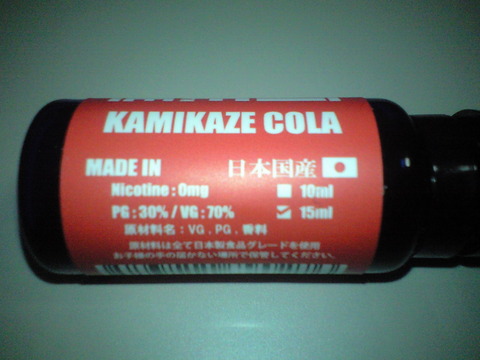 KAMIKAZE COLA
MADE IN 日本国産
Nicotine : 0mg 10ml
PG : 30% / VG : 70% 15ml
原材料名 : VG . PG . 香料
原材料は全て日本製食品グレードを使用
お子様の手の届かない場所で保管してください。